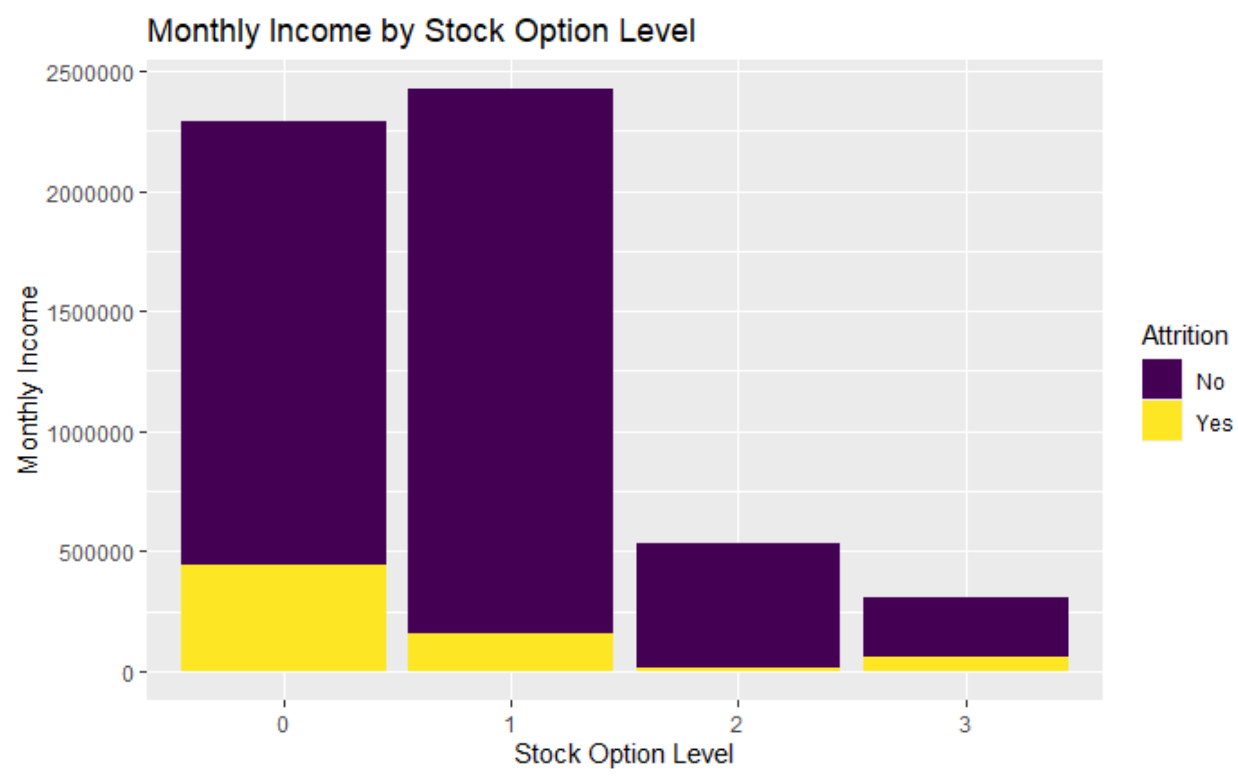 Monthly Income by Stock Option Level
2500000
2000000
1500000
1000000
500000
0
Monthly Income
0 1 2 3
Stock Option Level
Attrition
No
Yes